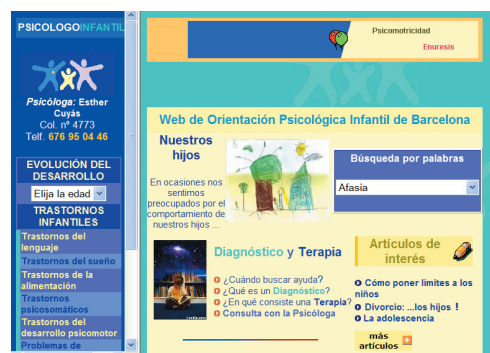 PSICOLOGOINFANTIL
Psicóloga: Esther
Cuyás
Col. nº 4773
Telf. 676 95 04 46
EVOLUCIÓN DEL
DESARROLLO
Elija la edad
TRASTORNOS
INFANTILES
Trastornos del
lenguaje
Trastornos del sueño
Trastornos de la
alimentación
Trastornos
psicosomáticos
Trastornos del
desarrollo psicomotor
Problemas de
Psicomotricidad
Enuresis
Web de Orientación Psicológica Infantil de Barcelona
Nuestros
hijos
En ocasiones nos
sentimos
preocupados por el
comportamiento de
nuestros hijos ...
Búsqueda por palabras
Afasia
Diagnóstico y Terapia
¿Cuándo buscar ayuda?
¿Qué es un Diagnóstico?
¿En qué consiste una Terapia?
Consulta con la Psicóloga
Artículos de
interés
Cómo poner limites a los
niños
Divorcio: ...los hijos !
La adolescencia
más
artículos